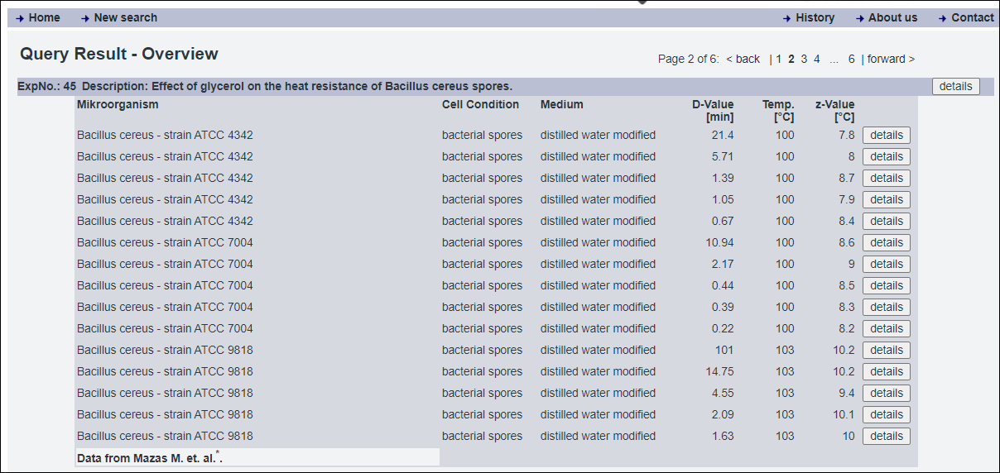 Home New search History About us Contact
Query Result - Overview
Page 2 of 6: < back | 1 2 3 4 ... 6 | forward >
ExpNo.: 45 Description: Effect of glycerol on the heat resistance of Bacillus cereus spores. details
Mikroorganism Cell Condition Medium D-Value Temp. z-Value
[min] [°C] [°C]
Bacillus cereus - strain ATCC 4342 bacterial spores distilled water modified 21.4 100 7.8 details
Bacillus cereus - strain ATCC 4342 bacterial spores distilled water modified 5.71 100 8 details
Bacillus cereus - strain ATCC 4342 bacterial spores distilled water modified 1.39 100 8.7 details
Bacillus cereus - strain ATCC 4342 bacterial spores distilled water modified 1.05 100 7.9 details
Bacillus cereus - strain ATCC 4342 bacterial spores distilled water modified 0.67 100 8.4 details
Bacillus cereus - strain ATCC 7004 bacterial spores distilled water modified 10.94 100 8.6 details
Bacillus cereus - strain ATCC 7004 bacterial spores distilled water modified 2.17 100 9 details
Bacillus cereus - strain ATCC 7004 bacterial spores distilled water modified 0.44 100 8.5 details
Bacillus cereus - strain ATCC 7004 bacterial spores distilled water modified 0.39 100 8.3 details
Bacillus cereus - strain ATCC 7004 bacterial spores distilled water modified 0.22 100 8.2 details
Bacillus cereus - strain ATCC 9818 bacterial spores distilled water modified 101 103 10.2 details
Bacillus cereus - strain ATCC 9818 bacterial spores distilled water modified 14.75 103 10.2 details
Bacillus cereus - strain ATCC 9818 bacterial spores distilled water modified 4.55 103 9.4 details
Bacillus cereus - strain ATCC 9818 bacterial spores distilled water modified 2.09 103 10.1 details
Bacillus cereus - strain ATCC 9818 bacterial spores distilled water modified 1.63 103 10 details
Data from Mazas M. et. al.*.